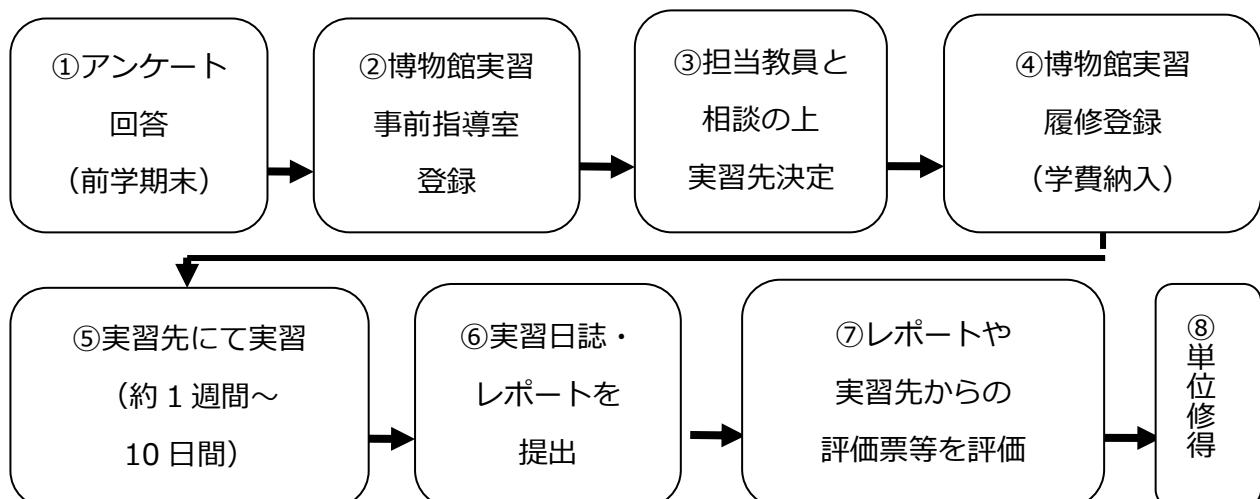 ①アンケート
回答
（前学期末）
②博物館実習
事前指導室
登録
③担当教員と
相談の上
実習先決定
④博物館実習
履修登録
（学費納入）
⑤実習先にて実習
（約 1 週間～
10 日間）
⑥実習日誌・
レポートを
提出
⑦レポートや
実習先からの
評価票等を評価
⑧単位修得